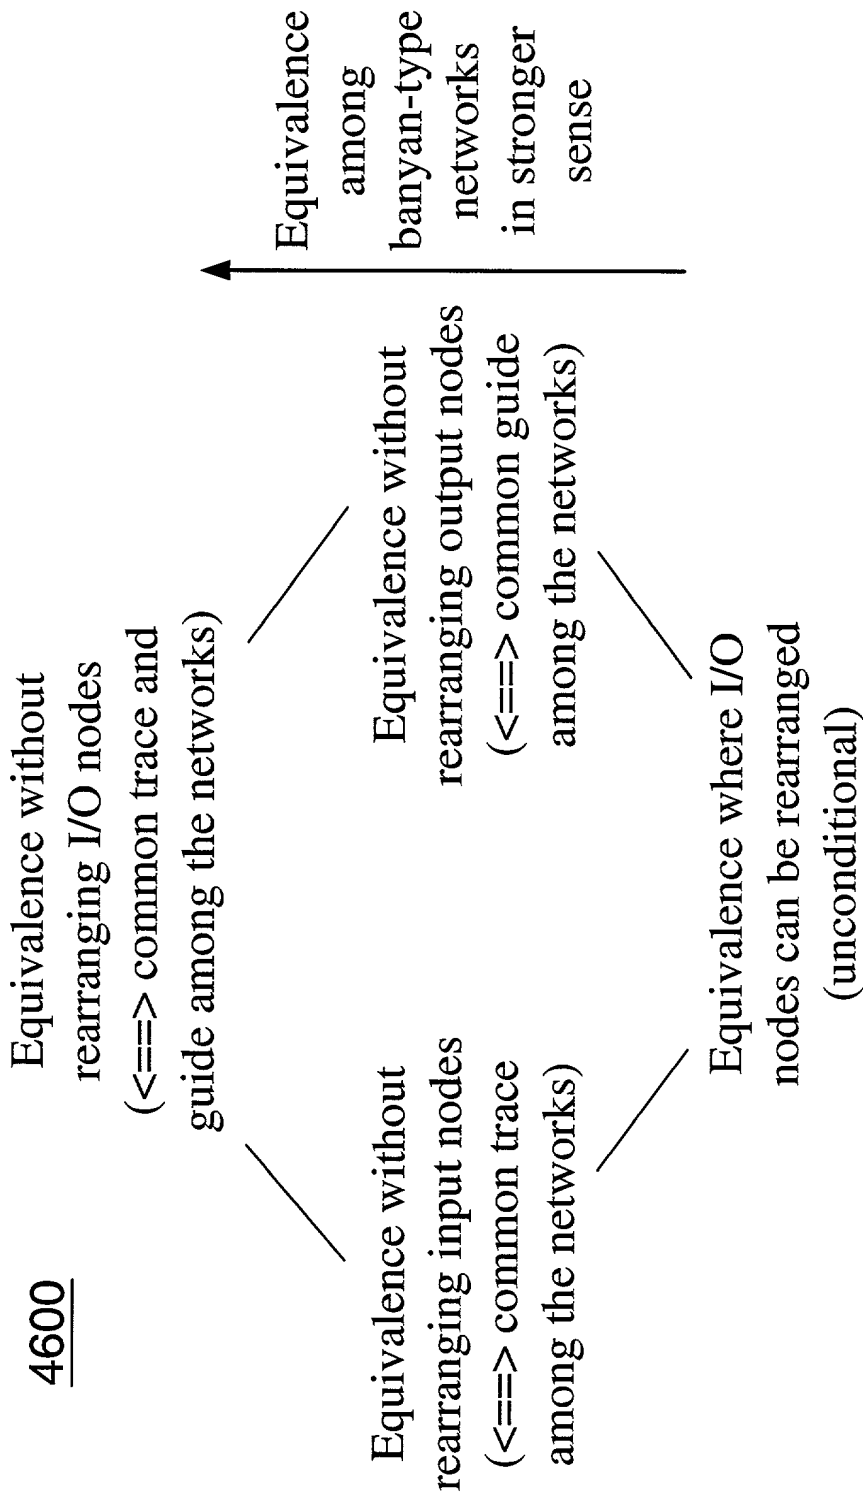 4600
Equivalence without
rearranging I/O nodes
(<==> common trace and
guide among the networks)
Equivalence without
rearranging input nodes
(<==> common trace
among the networks)
Equivalence without
rearranging output nodes
(<==> common guide
among the networks)
Equivalence where I/O
nodes can be rearranged
(unconditional)
Equivalence
among
banyan-type
networks
in stronger
sense